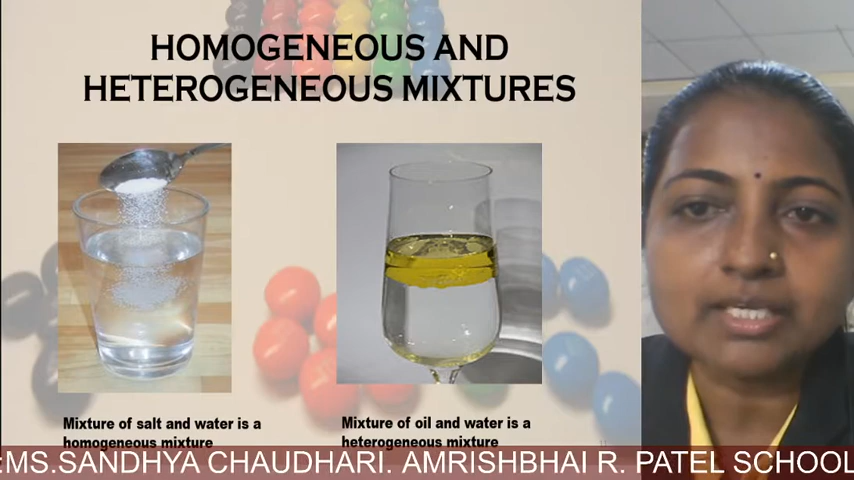 HOMOGENEOUS AND
HETEROGENEOUS MIXTURES
Mixture of salt and water is a
homogeneous mixture
Mixture of oil and water is a
heterogeneous mixture
:MS.SANDHYA CHAUDHARI. AMRISHBHAI R. PATEL SCHOOL